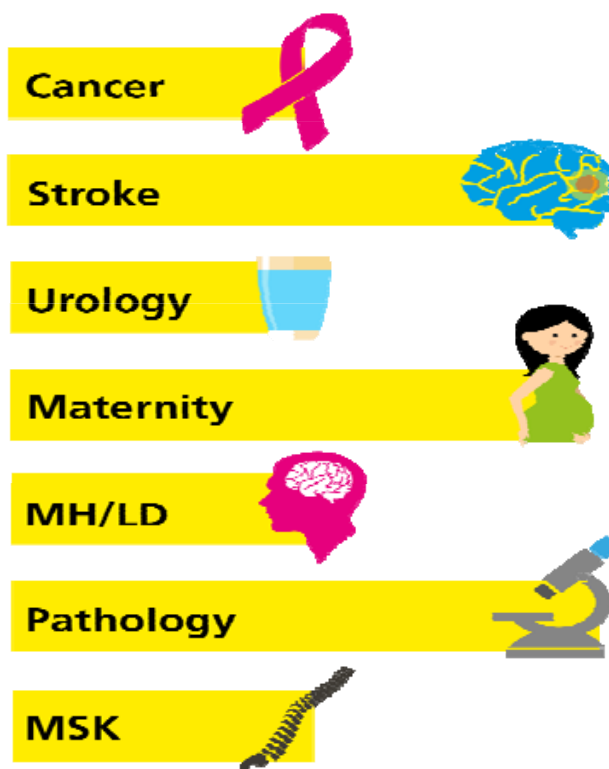 Cancer
Stroke
Urology
Maternity
MH/LD
Pathology
MSK